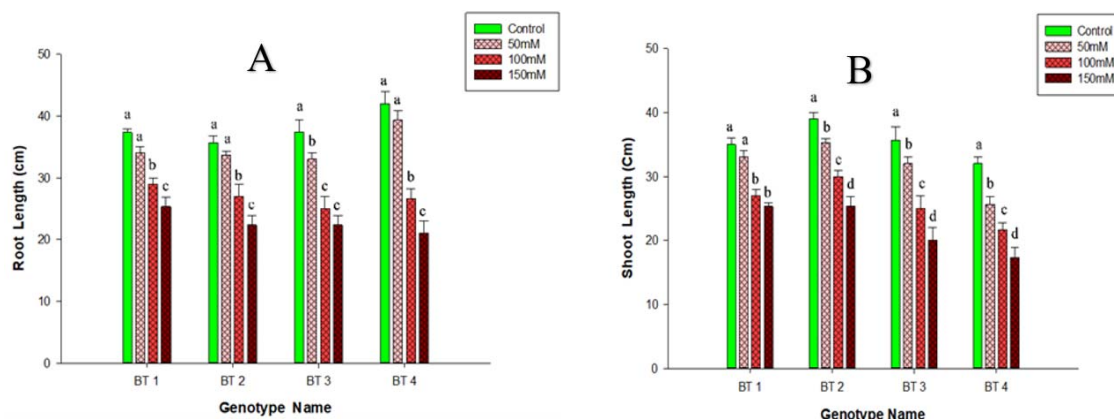 A
Control
50mM
100mM
150mM
Root Length (cm)
50
40
30
20
10
0
a a b c
a a b c
a b c c
a a b c
BT 1 BT 2 BT 3 BT 4
Genotype Name
B
Control
50mM
100mM
150mM
Shoot Length (Cm)
50
40
30
20
10
0
a a b b
a b c d
a b c d
a b c d
BT 1 BT 2 BT 3 BT 4
Genotype Name